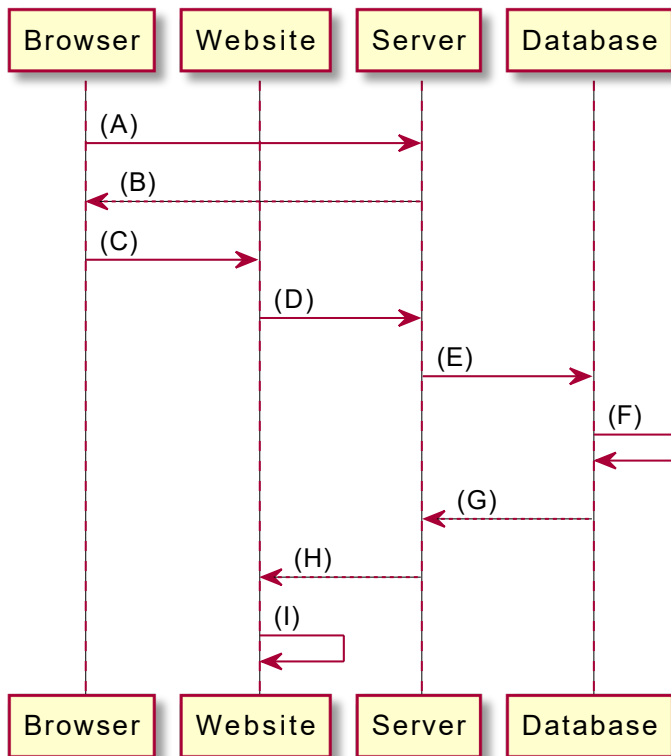 Browser Website Server Database
(A)
(B)
(C)
(D)
(E)
(F)
(G)
(H)
(I)
Browser Website Server Database